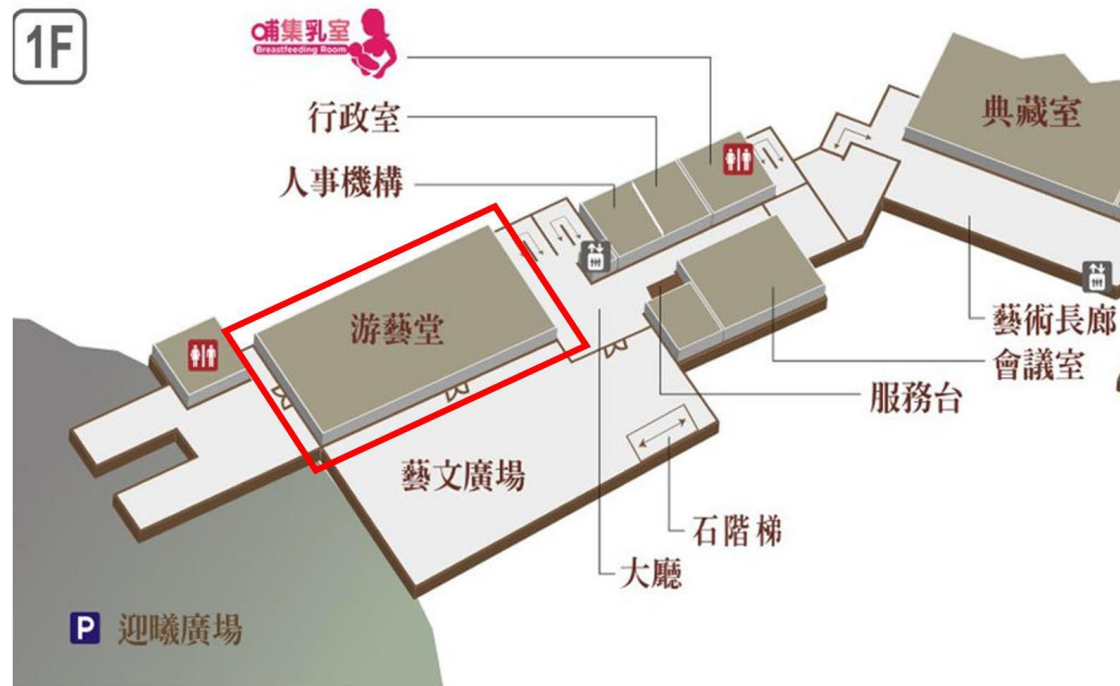 1F
哺集乳室
Breastfeeding Room
行政室
人事機構
典藏室
游藝堂
藝術長廊
會議室
服務台
藝文廣場
石階梯
大廳
P 迎曦廣場